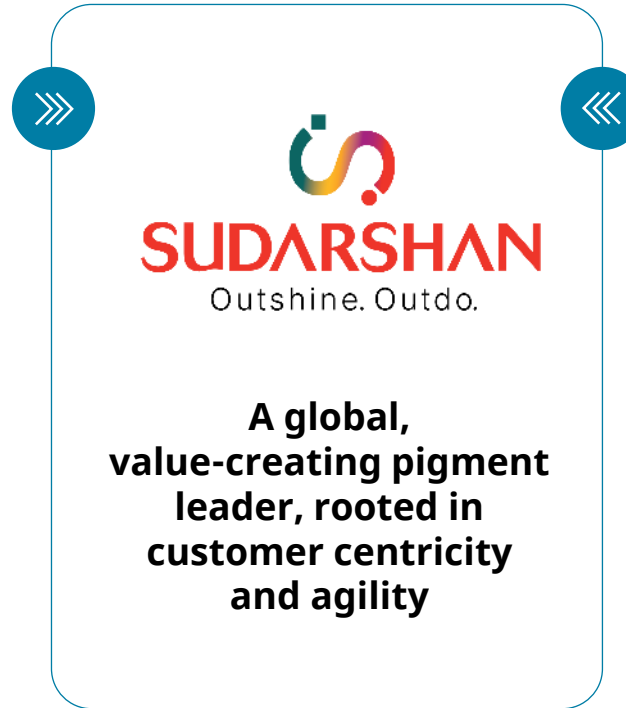 SUDARSHAN
Outshine. Outdo.
A global,
value-creating pigment
leader, rooted in
customer centricity
and agility